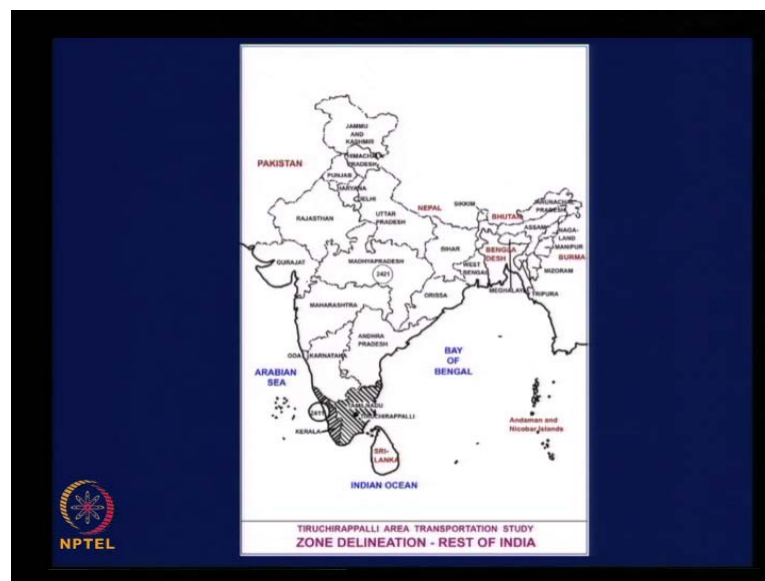 JAMMU
AND
KASHMIR
HIMACHAL
PRADESH
PAKISTAN
PUNJAB
HARYANA
DELHI
RAJASTHAN
UTTAR
PRADESH
NEPAL
SIKKIM
BHUTAN
ARUNACHAL
PRADESH
ASSAM
NAGA-
LAND
MANIPUR
BURMA
MIZORAM
BIHAR
BENGLA
DESH
WEST
BENGAL
MEGHALAYA
TRIPURA
GURAJAT
MADHYAPRADESH
2421
ORISSA
MAHARASHTRA
ANDHRA
PRADESH
GOA
KARNATAKA
BAY
OF
BENGAL
ARABIAN
SEA
TAMILNADU
TIRUCHIRAPPALLI
KERALA
Andaman and
Nicobar Islands
SRI-
LANKA
INDIAN OCEAN
NPTEL
TIRUCHIRAPPALLI AREA TRANSPORTATION STUDY
ZONE DELINEATION - REST OF INDIA